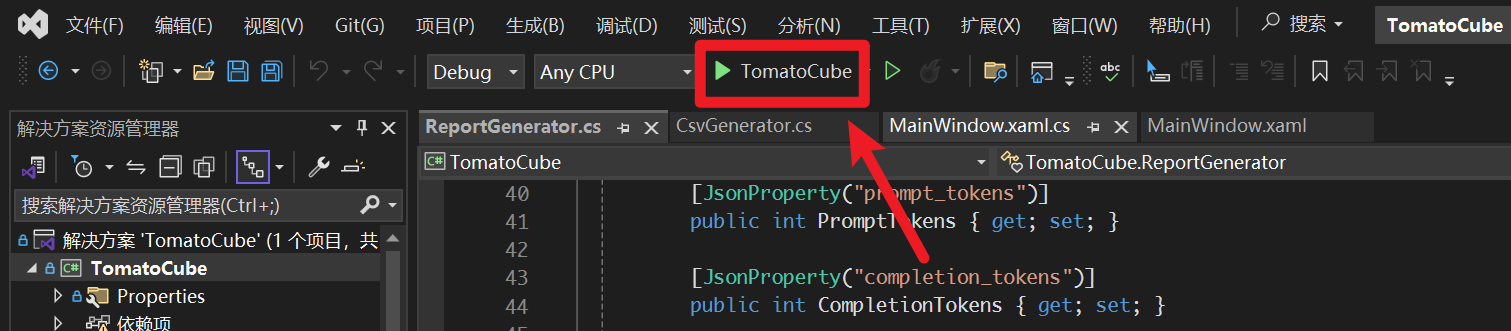 文件(F) 编辑(E) 视图(V) Git(G) 项目(P) 生成(B) 调试(D) 测试(S) 分析(N) 工具(T) 扩展(X) 窗口(W) 帮助(H) 搜索 TomatoCube
Debug Any CPU TomatoCube abc
解决方案资源管理器
搜索解决方案资源管理器(Ctrl+;)
解决方案 'TomatoCube' (1 个项目, 共
C# TomatoCube
Properties
依赖项
ReportGenerator.cs CsvGenerator.cs MainWindow.xaml.cs MainWindow.xaml
C# TomatoCube TomatoCube.ReportGenerator
40 [JsonProperty("prompt_tokens")]
41 public int PromptTokens { get; set; }
42
43 [JsonProperty("completion_tokens")]
44 public int CompletionTokens { get; set; }